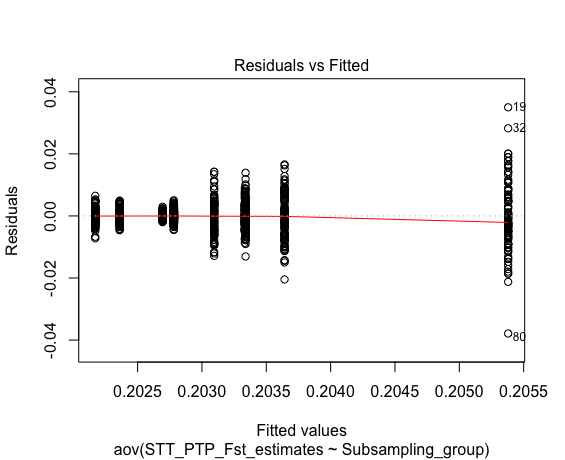 Residuals vs Fitted
0.04
0.02
0.00
-0.02
-0.04
Residuals
19
32
80
0.2025 0.2030 0.2035 0.2040 0.2045 0.2050 0.2055
Fitted values
aov(STT_PTP_Fst_estimates ~ Subsampling_group)